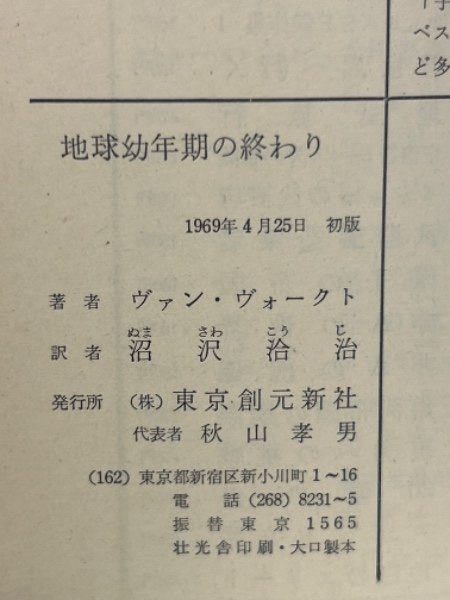 ベス
ど多
地球幼年期の終わり
1969年4月25日 初版
著者 ヴァン・ヴォークト
ぬま さわ こう じ
訳者 沼沢洽治
発行所 (株)東京創元新社
代表者 秋山孝男
(162) 東京都新宿区新小川町1〜16
電話 (268) 8231〜5
振替東京 1565
壮光舎印刷・大口製本